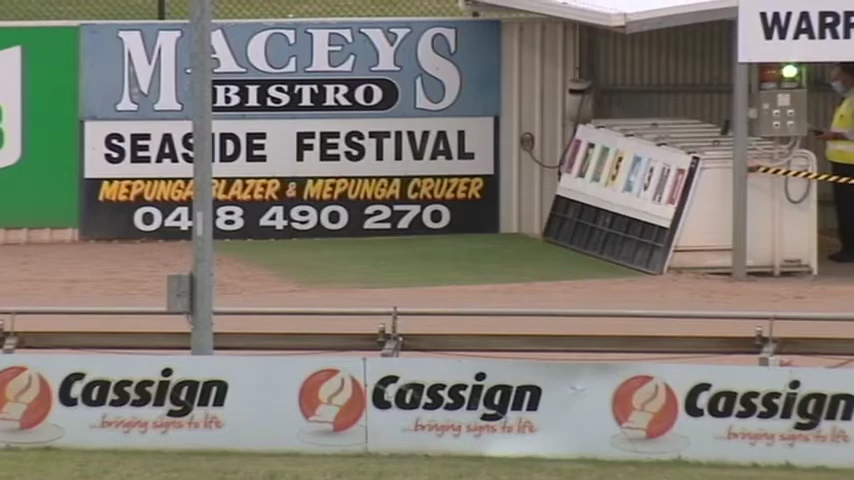 MACEYS
BISTRO
SEASIDE FESTIVAL
MEPUNGA BLAZER & MEPUNGA CRUZER
0418 490 270
WARR
Cassign
...bringing signs to life
Cassign
...bringing signs to life
Cassign
...bringing signs to life